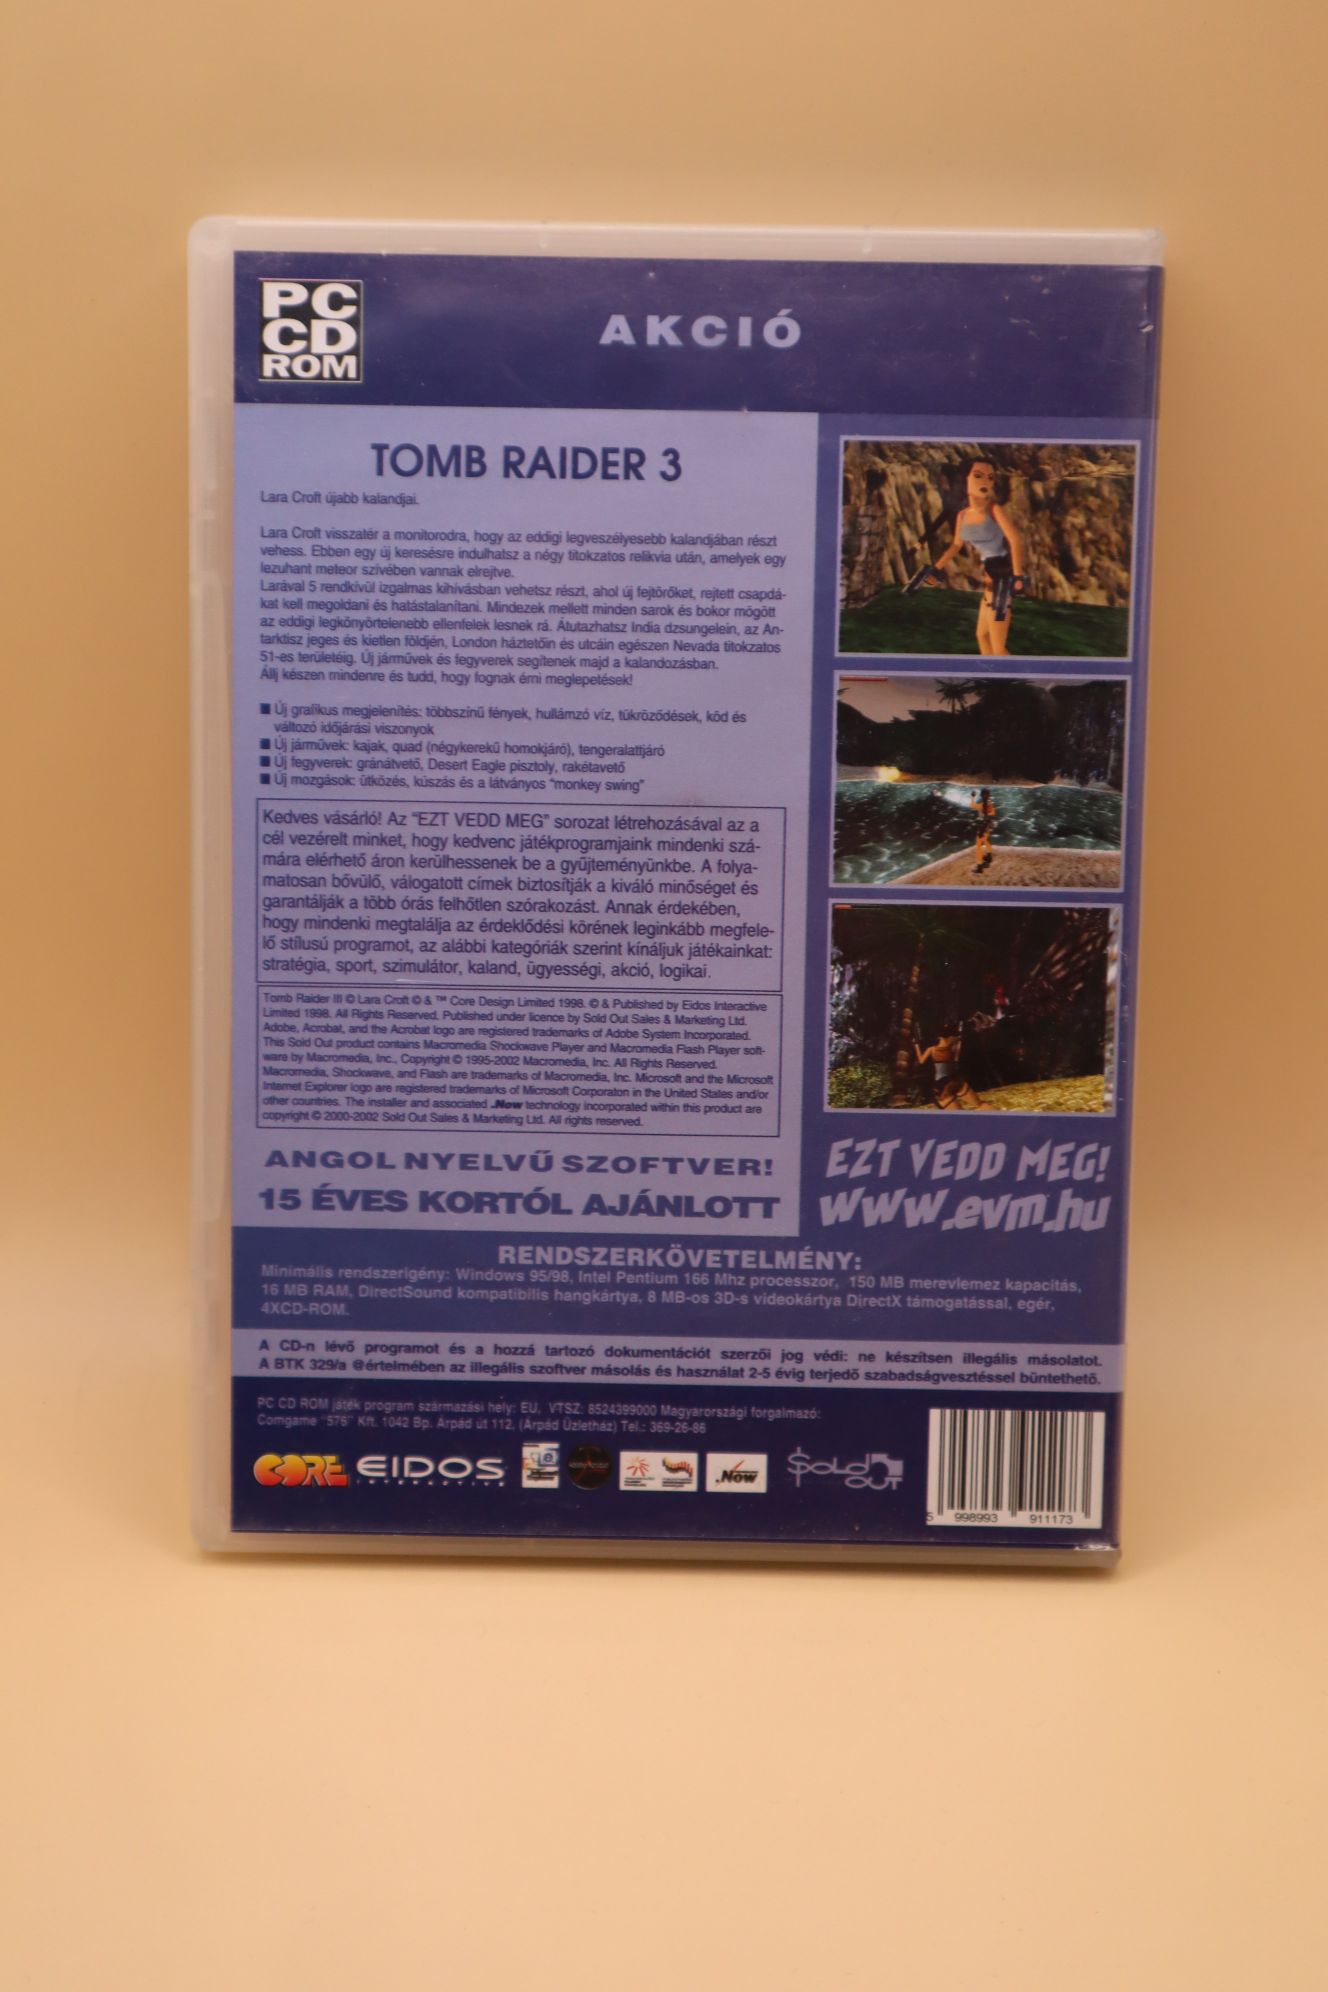 PC
CD
ROM
AKCIÓ
TOMB RAIDER 3
Lara Croft újabb kalandjai.
Lara Croft visszatér a monitorodra, hogy az eddigi legveszélyesebb kalandjában részt
vehess. Ebben egy új keresésre indulhatsz a négy titokzatos relikvia után, amelyek egy
lezuhant meteor szívében vannak elrejtve.
Larával 5 rendkívül izgalmas kihívásban vehetsz részt, ahol új fejtörőket, rejtett csapdá-
kat kell megoldani és hatástalanítani. Mindezek mellett minden sarok és bokor mögött
az eddigi legkönyörtelenebb ellenfelek lesnek rá. Átutazhatsz India dzsungelein, az An-
tarktisz jeges és kietlen földjén, London háztetőin és utcáin egészen Nevada titokzatos
51-es területéig. Új járművek és fegyverek segítenek majd a kalandozásban.
Állj készen mindenre és tudd, hogy fognak érni meglepetések!
Új grafikus megjelenítés: többszínű fények, hullámzó víz, tükröződések, köd és
változó időjárási viszonyok
Új járművek: kajak, quad (négykerekű homokjáró), tengeralattjáró
Új fegyverek: gránátvető, Desert Eagle pisztoly, rakétavető
Új mozgások: ütközés, kúszás és a látványos "monkey swing"
Kedves vásárló! Az "EZT VEDD MEG" sorozat létrehozásával az a
cél vezérelt minket, hogy kedvenc játékprogramjaink mindenki szá-
mára elérhető áron kerülhessenek be a gyűjteményünkbe. A folya-
matosan bővülő, válogatott címek biztosítják a kiváló minőséget és
garantálják a több órás felhőtlen szórakozást. Annak érdekében,
hogy mindenki megtalálja az érdeklődési körének leginkább megfele-
lő stílusú programot, az alábbi kategóriák szerint kínáljuk játékainkat:
stratégia, sport, szimulátor, kaland, ügyességi, akció, logikai.
Tomb Raider III © Lara Croft © & ™ Core Design Limited 1998. © & Published by Eidos Interactive
Limited 1998. All Rights Reserved. Published under licence by Sold Out Sales & Marketing Ltd.
Adobe, Acrobat, and the Acrobat logo are registered trademarks of Adobe System Incorporated.
This Sold Out product contains Macromedia Shockwave Player and Macromedia Flash Player soft-
ware by Macromedia, Inc., Copyright © 1995-2002 Macromedia, Inc. All Rights Reserved.
Macromedia, Shockwave, and Flash are trademarks of Macromedia, Inc. Microsoft and the Microsoft
Internet Explorer logo are registered trademarks of Microsoft Corporaton in the United States and/or
other countries. The installer and associated .Now technology incorporated within this product are
copyright © 2000-2002 Sold Out Sales & Marketing Ltd. All rights reserved.
ANGOL NYELVŰ SZOFTVER!
15 ÉVES KORTÓL AJÁNLOTT
EZT VEDD MEG!
www.evm.hu
RENDSZERKÖVETELMÉNY:
Minimális rendszerigény: Windows 95/98, Intel Pentium 166 Mhz processzor, 150 MB merevlemez kapacitás,
16 MB RAM, DirectSound kompatibilis hangkártya, 8 MB-os 3D-s videokártya DirectX támogatással, egér,
4XCD-ROM.
A CD-n lévő programot és a hozzá tartozó dokumentációt szerzői jog védi: ne készítsen illegális másolatot.
A BTK 329/a @értelmében az illegális szoftver másolás és használat 2-5 évig terjedő szabadságvesztéssel büntethető.
PC CD ROM játék program származási hely: EU, VTSZ: 8524399000 Magyarországi forgalmazó:
Comgame "576" Kft. 1042 Bp. Árpád út 112. (Árpád Üzletház) Tel.: 369-26-86
CORE
EIDOS
INTERACTIVE
.Now
SOLD
OUT
5 998993 911173